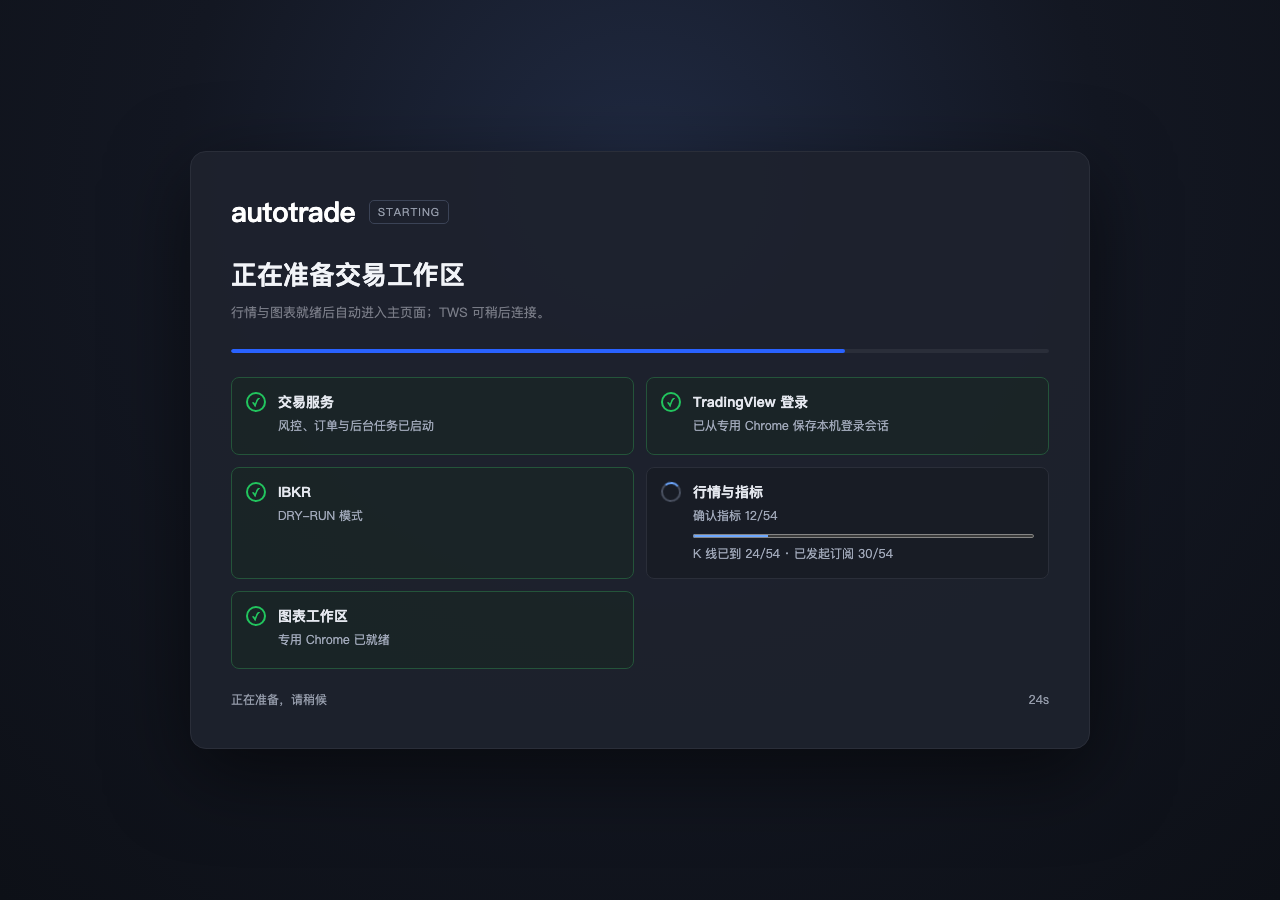 autotrade STARTING
正在准备交易工作区
行情与图表就绪后自动进入主页面；TWS 可稍后连接。
交易服务
风控、订单与后台任务已启动
TradingView 登录
已从专用 Chrome 保存本机登录会话
IBKR
DRY-RUN 模式
行情与指标
确认指标 12/54
K 线已到 24/54 · 已发起订阅 30/54
图表工作区
专用 Chrome 已就绪
正在准备，请稍候 24s